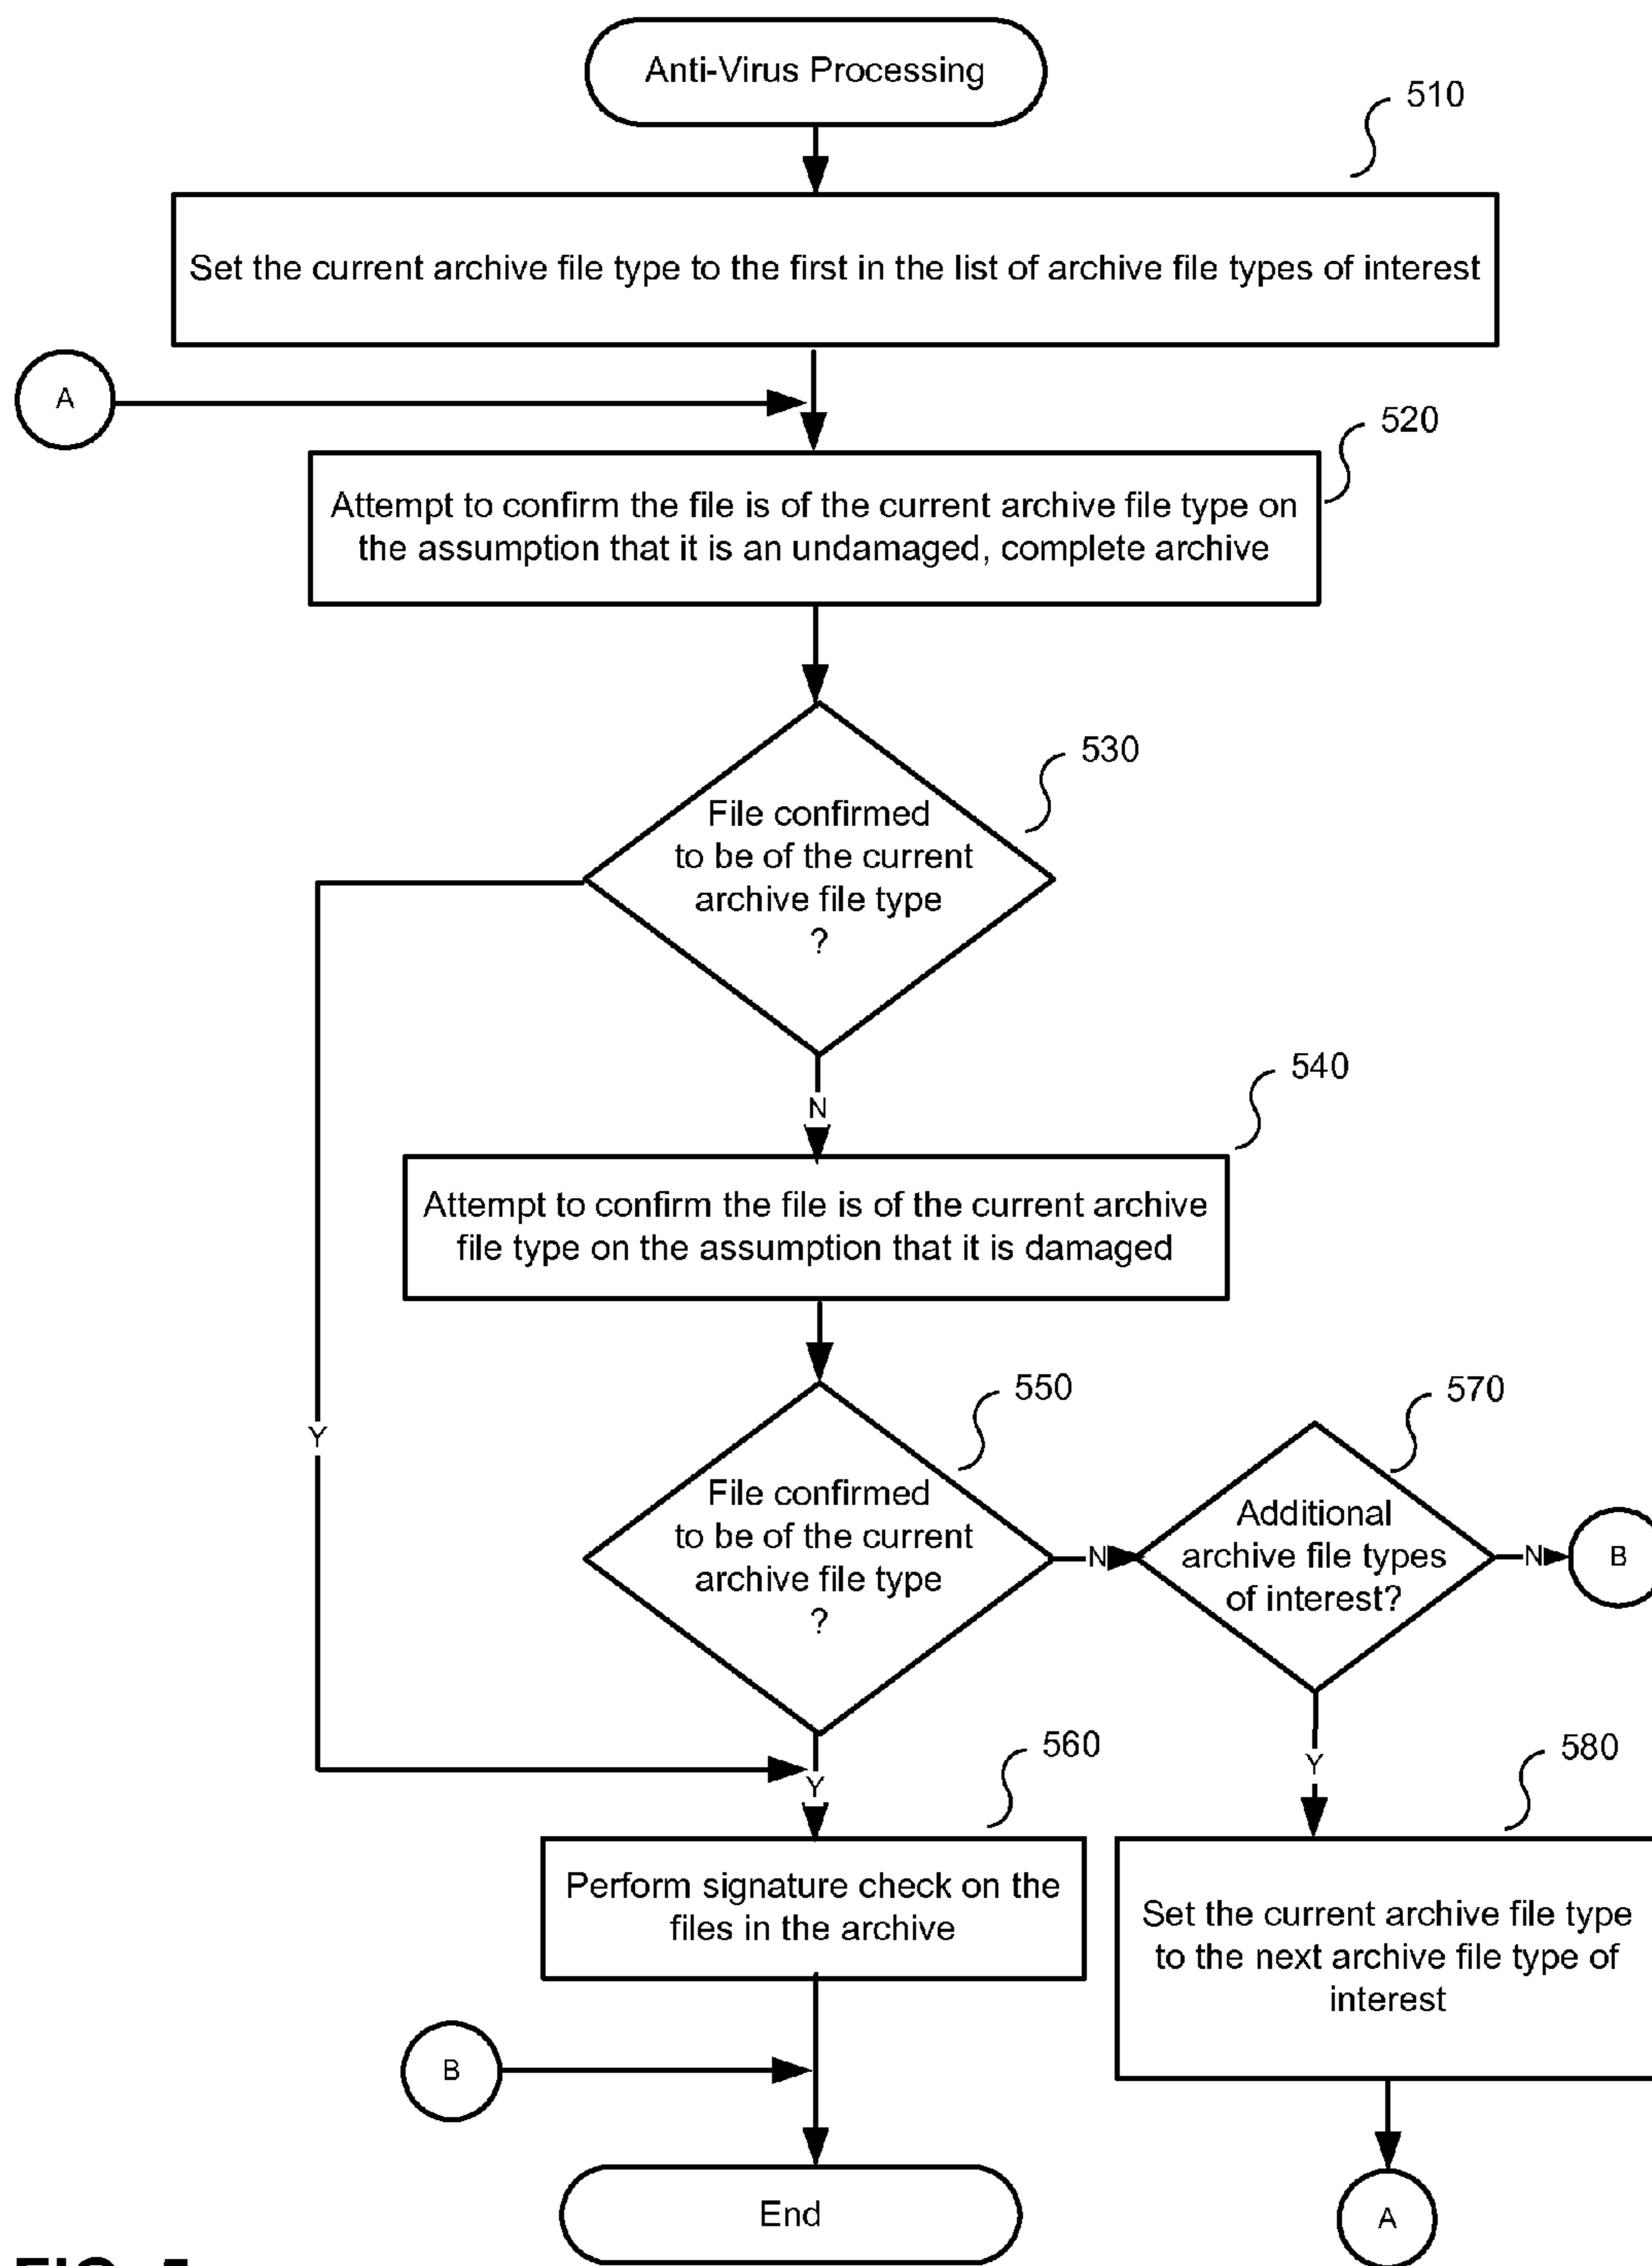 Anti-Virus Processing
510
Set the current archive file type to the first in the list of archive file types of interest
A
520
Attempt to confirm the file is of the current archive file type on
the assumption that it is an undamaged, complete archive
530
File confirmed
to be of the current
archive file type
?
N
540
Attempt to confirm the file is of the current archive
file type on the assumption that it is damaged
550
570
Y
File confirmed
to be of the current
archive file type
?
N
Additional
archive file types
of interest?
N
B
560
580
Y
Y
Perform signature check on the
files in the archive
Set the current archive file type
to the next archive file type of
interest
B
End
A